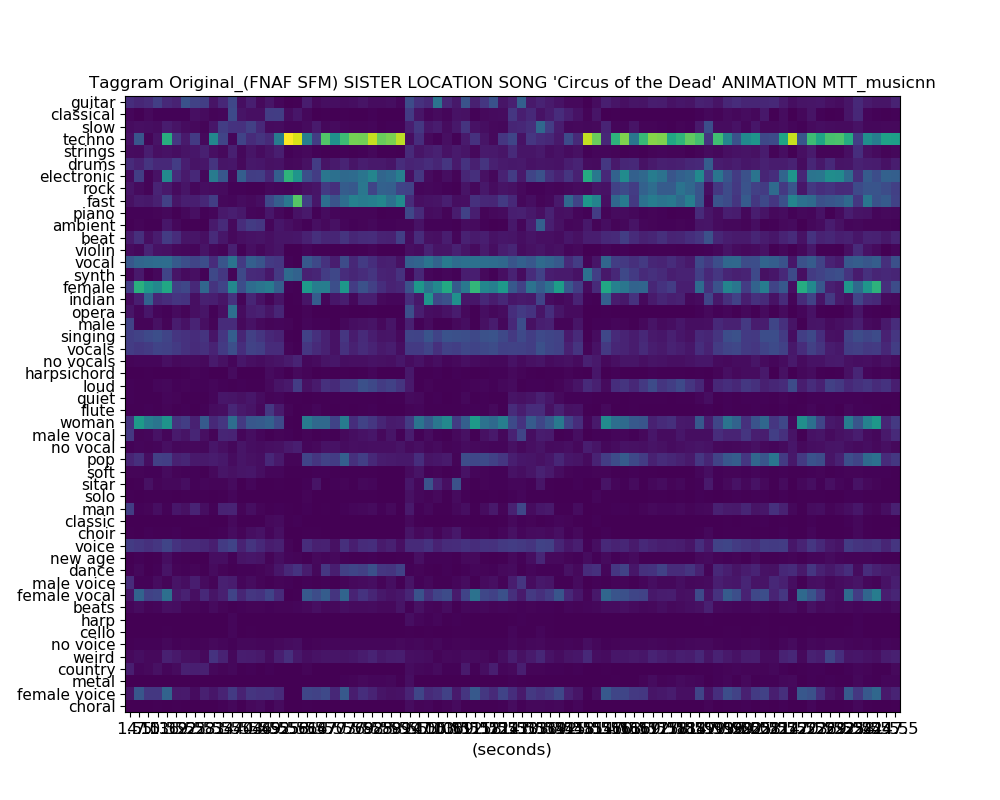 Taggram Original_(FNAF SFM) SISTER LOCATION SONG 'Circus of the Dead' ANIMATION MTT_musicnn
guitar
classical
slow
techno
strings
drums
electronic
rock
fast
piano
ambient
beat
violin
vocal
synth
female
indian
opera
male
singing
vocals
no vocals
harpsichord
loud
quiet
flute
woman
male vocal
no vocal
pop
soft
sitar
solo
man
classic
choir
voice
new age
dance
male voice
female vocal
beats
harp
cello
no voice
weird
country
metal
female voice
choral
(seconds)